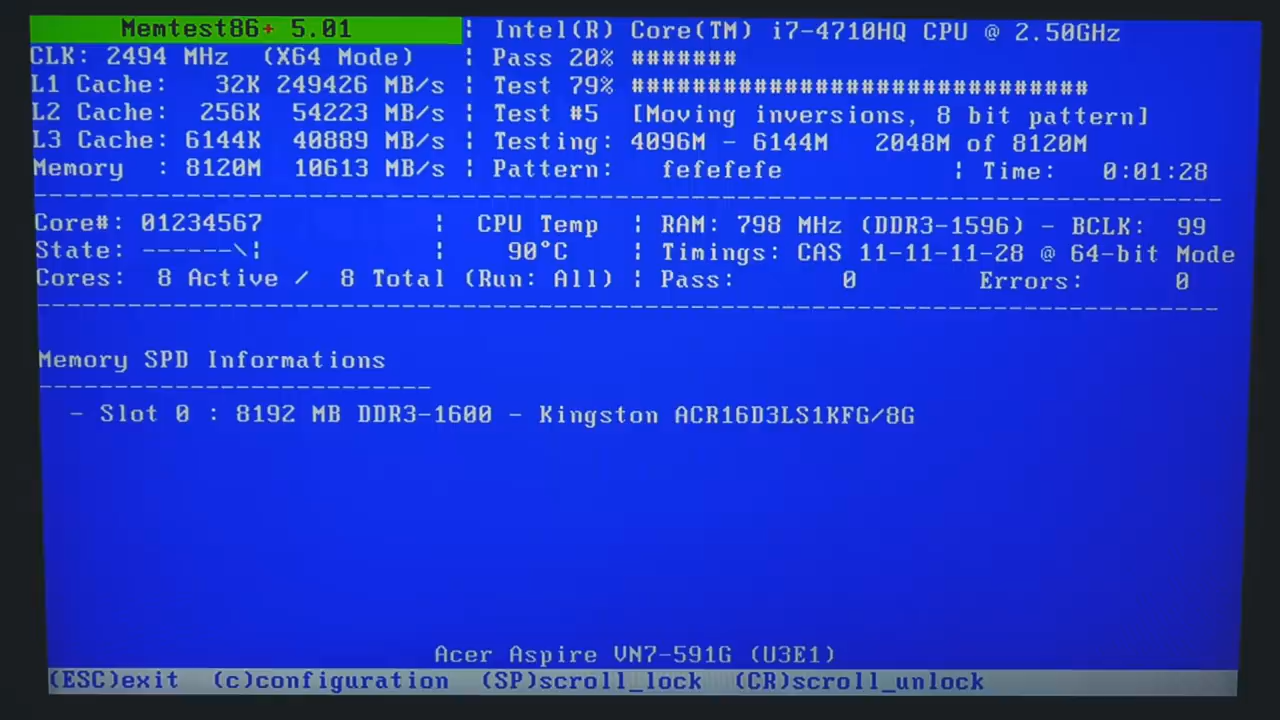 Memtest86+ 5.01 ¦ Intel(R) Core(TM) i7-4710HQ CPU @ 2.50GHz
CLK: 2494 MHz (X64 Mode) ¦ Pass 20% #######
L1 Cache: 32K 249426 MB/s ¦ Test 79% ##############################
L2 Cache: 256K 54223 MB/s ¦ Test #5 [Moving inversions, 8 bit pattern]
L3 Cache: 6144K 40889 MB/s ¦ Testing: 4096M - 6144M 2048M of 8120M
Memory : 8120M 10613 MB/s ¦ Pattern: fefefefe ¦ Time: 0:01:28
------------------------------------------------------------------------------
Core#: 01234567 ¦ CPU Temp ¦ RAM: 798 MHz (DDR3-1596) - BCLK: 99
State: ------\¦ ¦ 90°C ¦ Timings: CAS 11-11-11-28 @ 64-bit Mode
Cores: 8 Active / 8 Total (Run: All) ¦ Pass: 0 Errors: 0
------------------------------------------------------------------------------
Memory SPD Informations
--------------------------
- Slot 0 : 8192 MB DDR3-1600 - Kingston ACR16D3LS1KFG/8G
Acer Aspire VN7-591G (U3E1)
(ESC)exit (c)configuration (SP)scroll_lock (CR)scroll_unlock